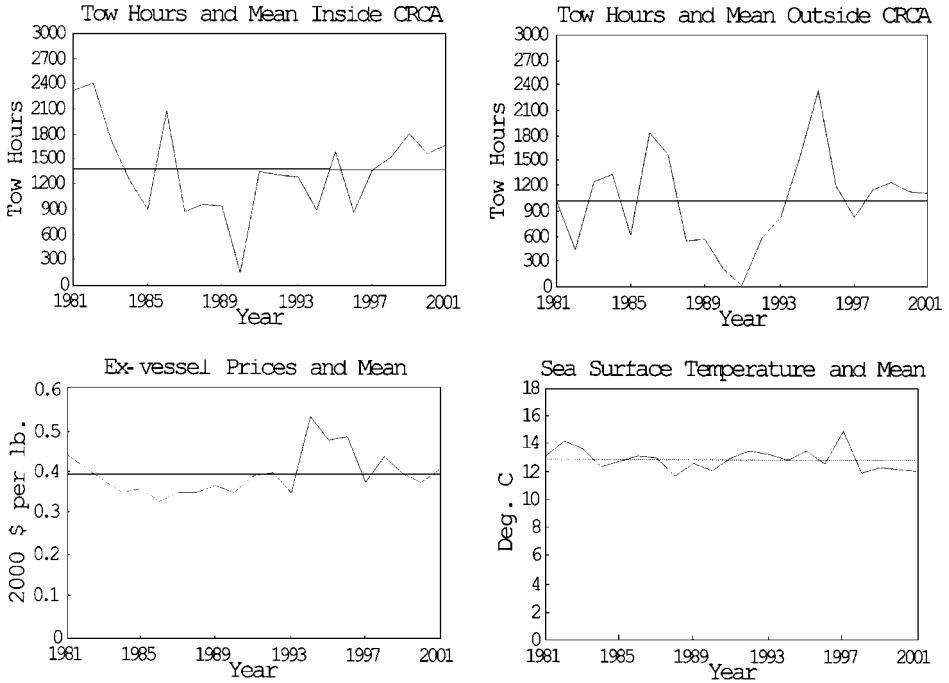 Tow Hours and Mean Inside CRCA
3000
2700
2400
2100
1800
1500
1200
900
600
300
0
Tow Hours
1981 1985 1989 1993 1997 2001
Year
Tow Hours and Mean Outside CRCA
3000
2700
2400
2100
1800
1500
1200
900
600
300
0
Tow Hours
1981 1985 1989 1993 1997 2001
Year
Ex-vessel Prices and Mean
0.6
0.5
0.4
0.3
0.2
0.1
0
2000 $ per lb.
1981 1985 1989 1993 1997 2001
Year
Sea Surface Temperature and Mean
18
16
14
12
10
8
6
4
2
0
Deg. C
1981 1985 1989 1993 1997 2001
Year